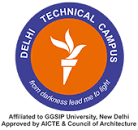 DELHI TECHNICAL CAMPUS
from darkness lead me to light
Affiliated to GGSIP University, New Delhi
Approved by AICTE & Council of Architecture